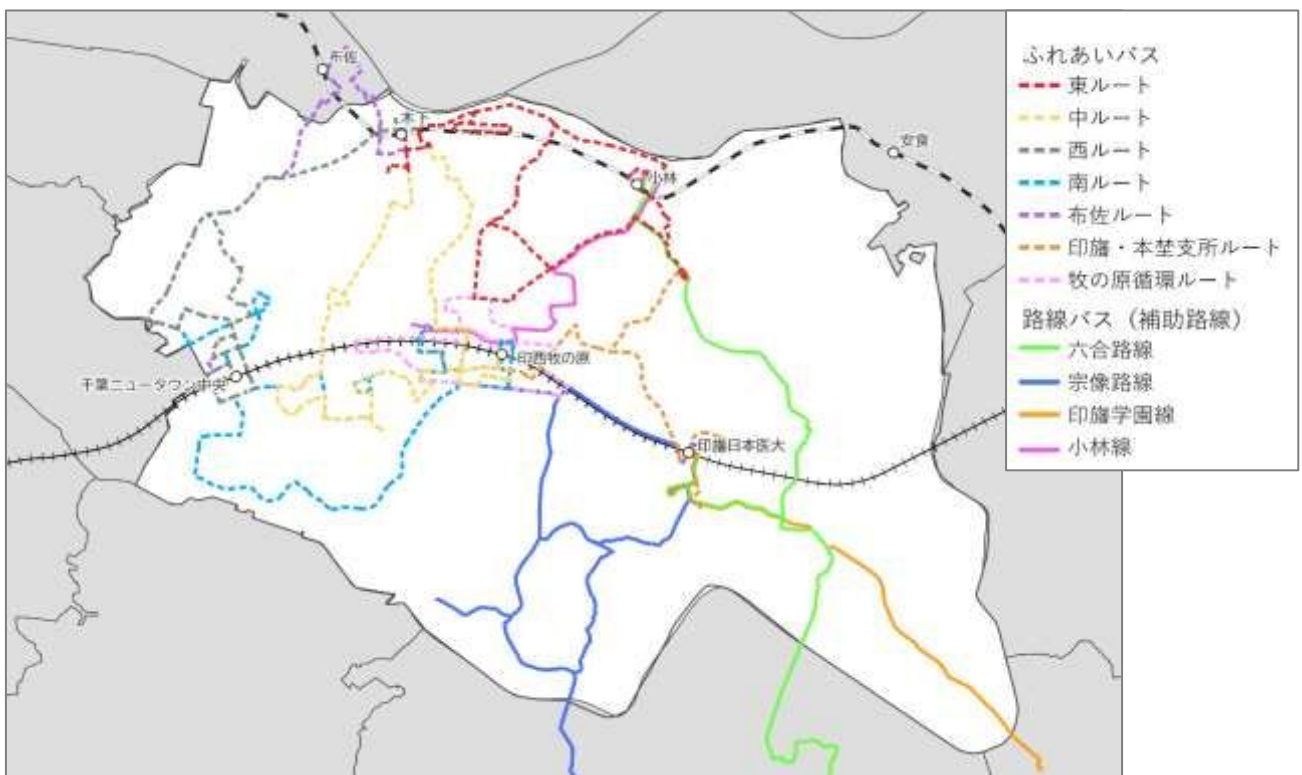 布佐
木下
小林
安食
千葉ニュータウン中央
印西牧の原
印旛日本医大
ふれあいバス
東ルート
中ルート
西ルート
南ルート
布佐ルート
印旛・本埜支所ルート
牧の原循環ルート
路線バス（補助路線）
六合路線
宗像路線
印旛学園線
小林線